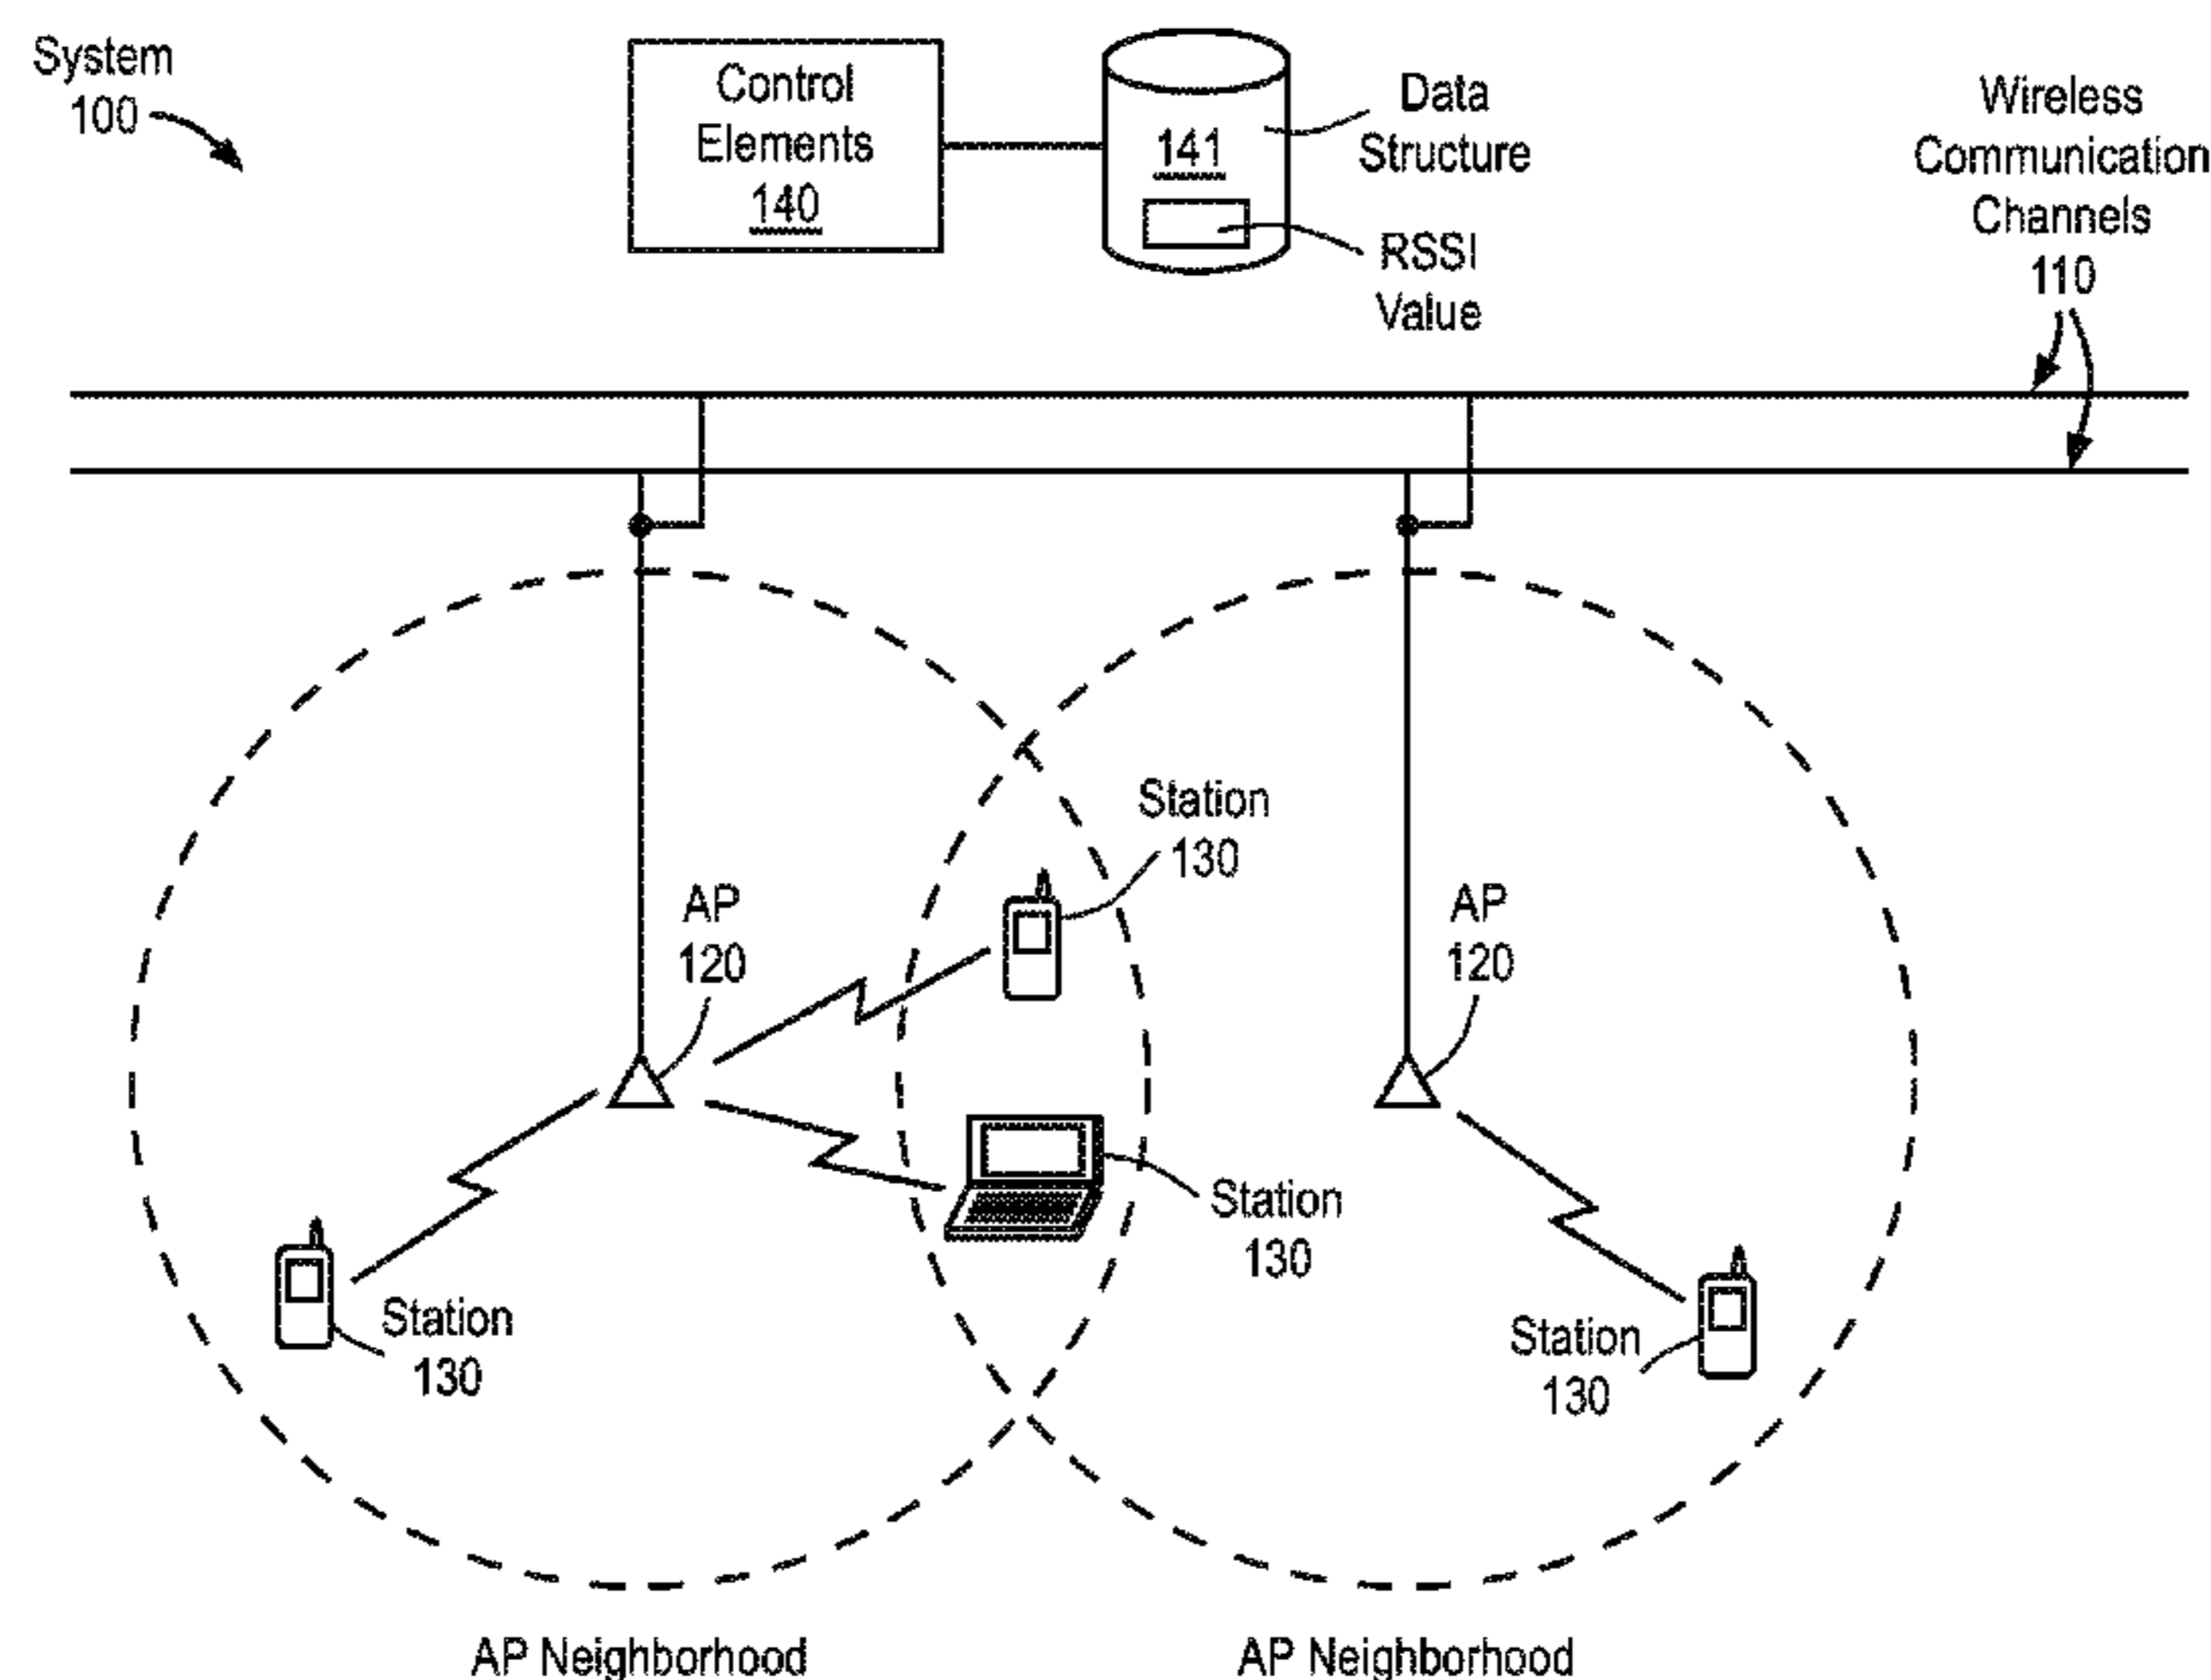 System
100
Control
Elements
140
141
Data
Structure
RSSI
Value
Wireless
Communication
Channels
110
Station
130
AP
120
AP
120
Station
130
Station
130
Station
130
AP Neighborhood
AP Neighborhood